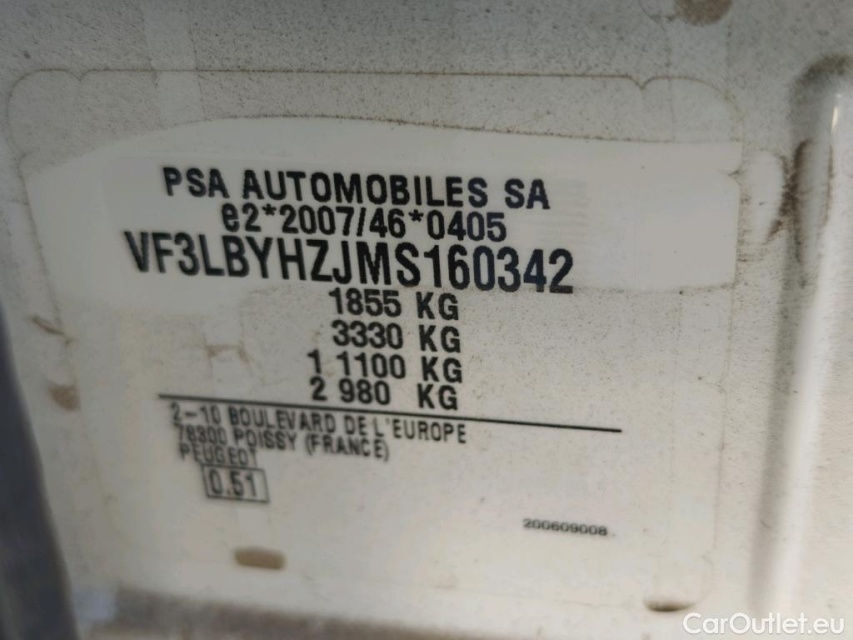 PSA AUTOMOBILES SA
e2*2007/46*0405
VF3LBYHZJMS160342
1855 KG
3330 KG
1 1100 KG
2 980 KG
2-10 BOULEVARD DE L'EUROPE
78300 POISSY (FRANCE)
PEUGEOT
0.51
200609008
CarOutlet.eu